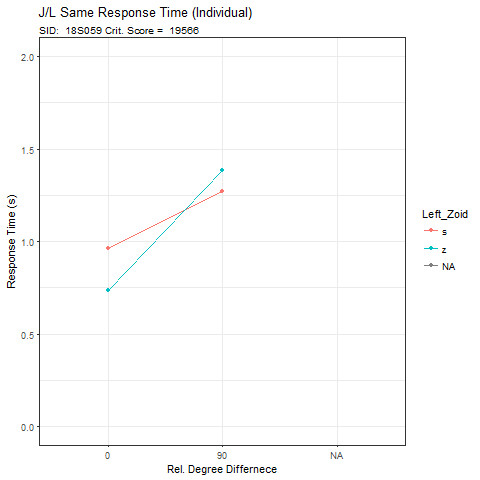 J/L Same Response Time (Individual)
SID:  18S059 Crit. Score =  19566
2.0
1.5
1.0
0.5
0.0
Response Time (s)
0 90 NA
Rel. Degree Differnece
Left_Zoid
s
z
NA